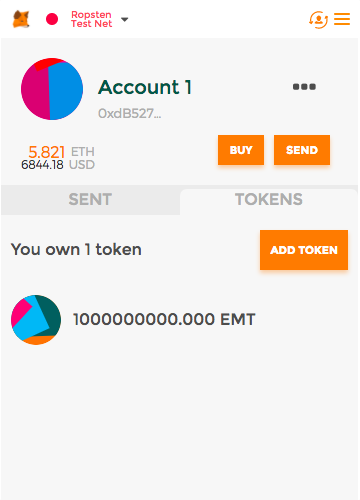 Ropsten
Test Net
Account 1
0xdB527...
5.821 ETH
6844.18 USD
BUY
SEND
SENT
TOKENS
You own 1 token
ADD TOKEN
1000000000.000 EMT